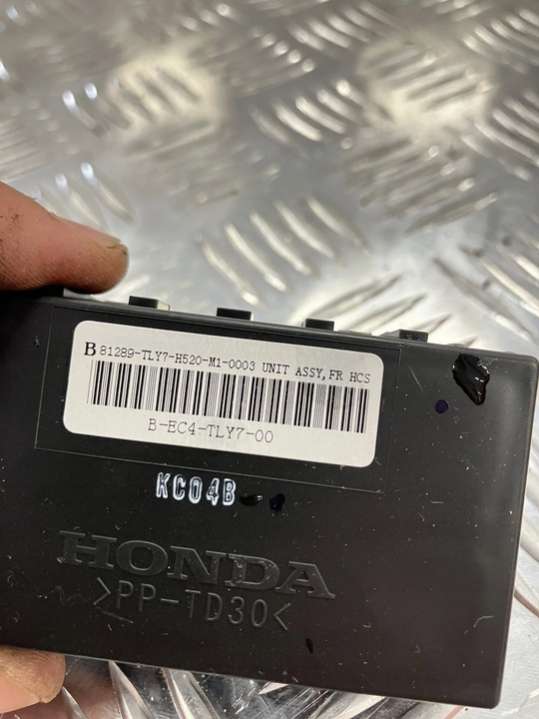 B 81289-TLY7-H520-M1-0003 UNIT ASSY,FR HCS
B-EC4-TLY7-00
KC04B
HONDA
>PP-TD30<